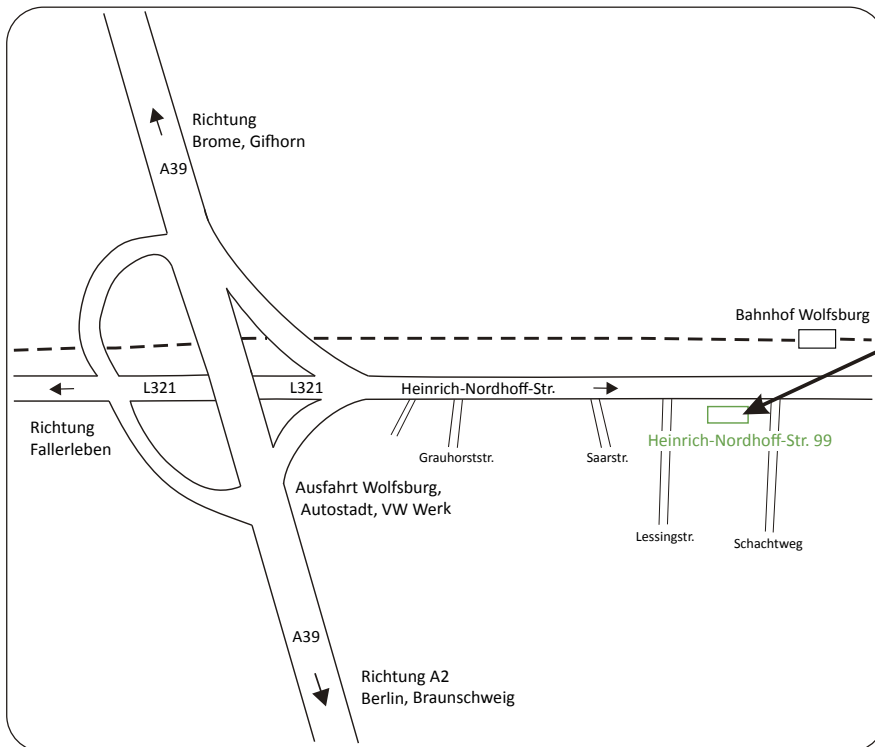 Richtung
Brome, Gifhorn
A39
Bahnhof Wolfsburg
L321
L321
Heinrich-Nordhoff-Str.
Richtung
Fallerleben
Grauhorststr.
Saarstr.
Heinrich-Nordhoff-Str. 99
Ausfahrt Wolfsburg,
Autostadt, VW Werk
Lessingstr.
Schachtweg
A39
Richtung A2
Berlin, Braunschweig